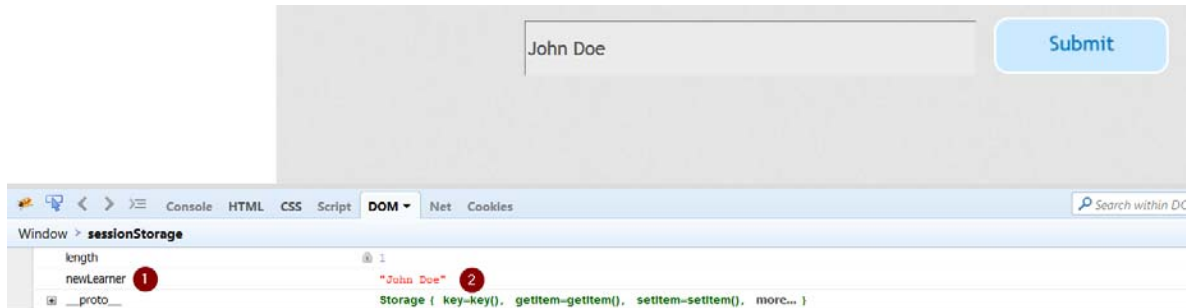 John Doe
Submit
Console HTML CSS Script DOM Net Cookies
Search within DO
Window > sessionStorage
length 1
newLearner 1 "John Doe" 2
__proto__ Storage { key=key(), getItem=getItem(), setItem=setItem(), more... }